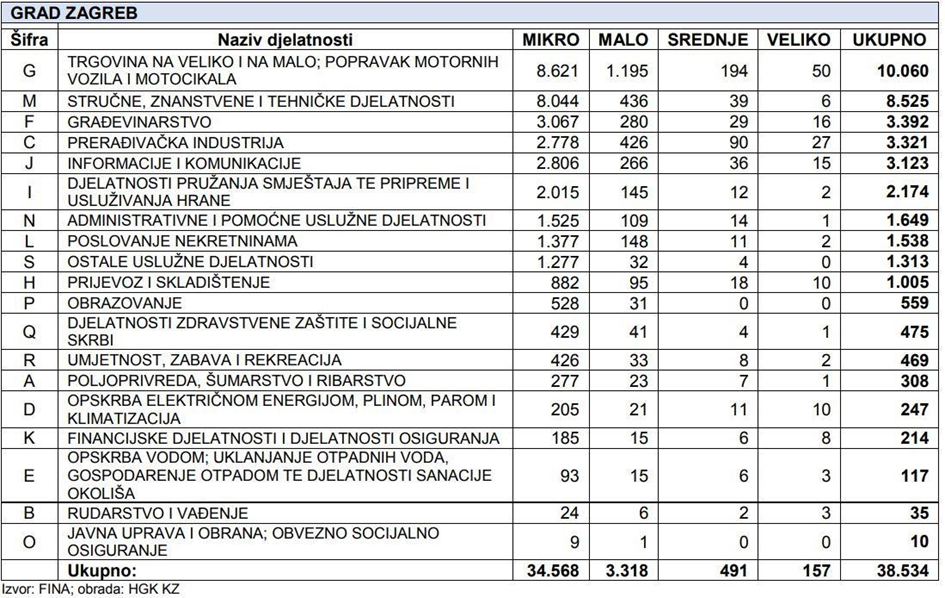 GRAD ZAGREB
Šifra Naziv djelatnosti MIKRO MALO SREDNJE VELIKO UKUPNO
G TRGOVINA NA VELIKO I NA MALO; POPRAVAK MOTORNIH
VOZILA I MOTOCIKALA 8.621 1.195 194 50 10.060
M STRUČNE, ZNANSTVENE I TEHNIČKE DJELATNOSTI 8.044 436 39 6 8.525
F GRAĐEVINARSTVO 3.067 280 29 16 3.392
C PRERAĐIVAČKA INDUSTRIJA 2.778 426 90 27 3.321
J INFORMACIJE I KOMUNIKACIJE 2.806 266 36 15 3.123
I DJELATNOSTI PRUŽANJA SMJEŠTAJA TE PRIPREME I
USLUŽIVANJA HRANE 2.015 145 12 2 2.174
N ADMINISTRATIVNE I POMOĆNE USLUŽNE DJELATNOSTI 1.525 109 14 1 1.649
L POSLOVANJE NEKRETNINAMA 1.377 148 11 2 1.538
S OSTALE USLUŽNE DJELATNOSTI 1.277 32 4 0 1.313
H PRIJEVOZ I SKLADIŠTENJE 882 95 18 10 1.005
P OBRAZOVANJE 528 31 0 0 559
Q DJELATNOSTI ZDRAVSTVENE ZAŠTITE I SOCIJALNE
SKRBI 429 41 4 1 475
R UMJETNOST, ZABAVA I REKREACIJA 426 33 8 2 469
A POLJOPRIVREDA, ŠUMARSTVO I RIBARSTVO 277 23 7 1 308
D OPSKRBA ELEKTRIČNOM ENERGIJOM, PLINOM, PAROM I
KLIMATIZACIJA 205 21 11 10 247
K FINANCIJSKE DJELATNOSTI I DJELATNOSTI OSIGURANJA 185 15 6 8 214
E OPSKRBA VODOM; UKLANJANJE OTPADNIH VODA,
GOSPODARENJE OTPADOM TE DJELATNOSTI SANACIJE
OKOLIŠA 93 15 6 3 117
B RUDARSTVO I VAĐENJE 24 6 2 3 35
O JAVNA UPRAVA I OBRANA; OBVEZNO SOCIJALNO
OSIGURANJE 9 1 0 0 10
Ukupno: 34.568 3.318 491 157 38.534
Izvor: FINA; obrada: HGK KZ